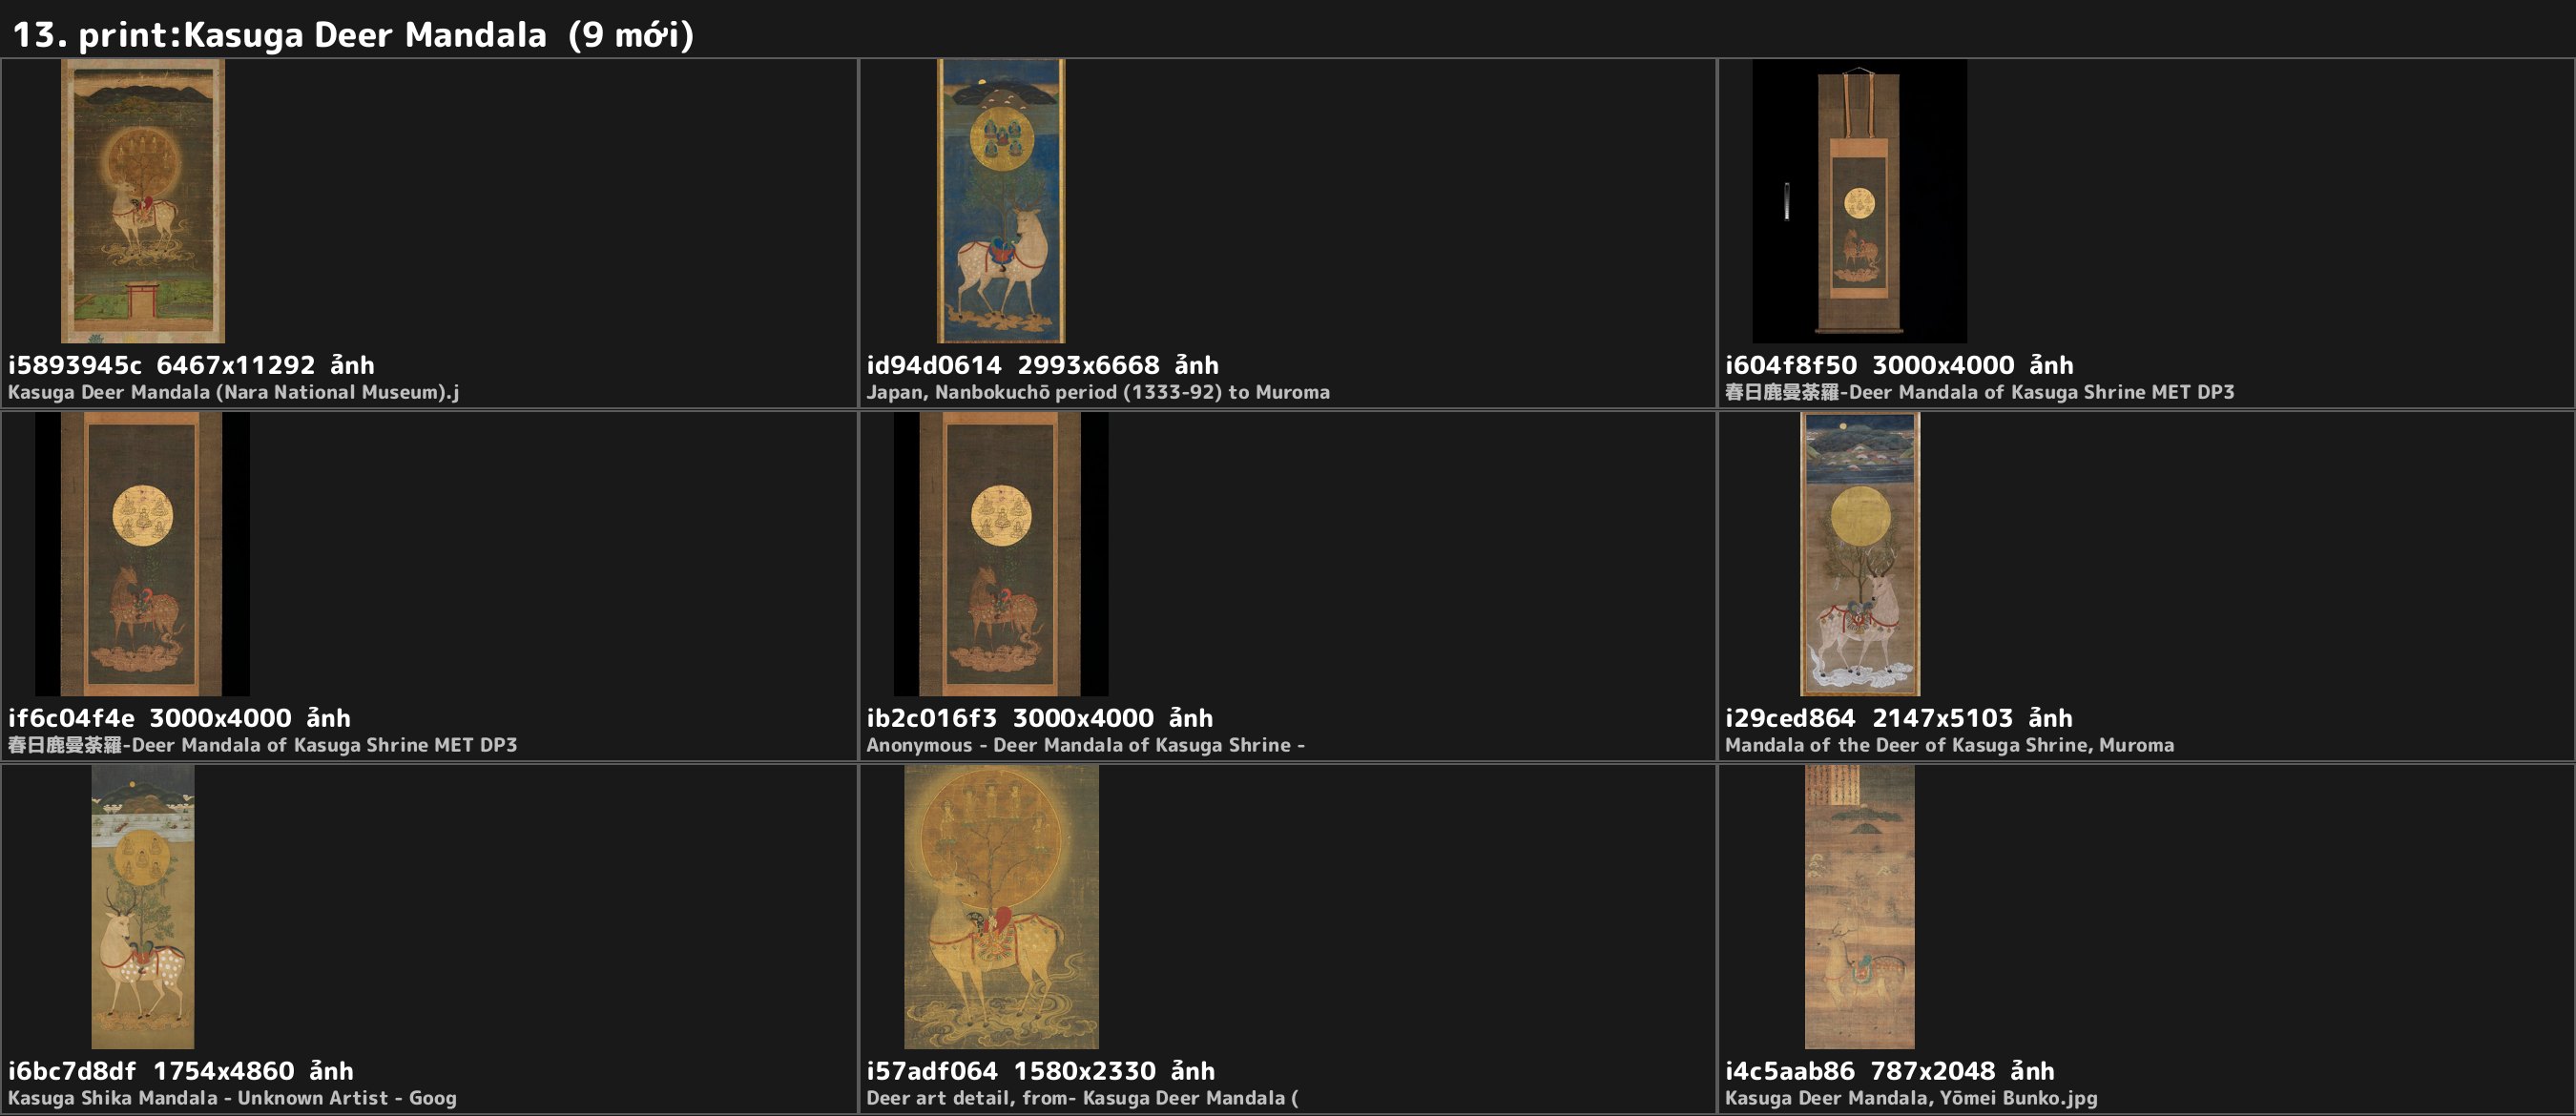 13. print:Kasuga Deer Mandala (9 mới)
i5893945c 6467x11292 ảnh
Kasuga Deer Mandala (Nara National Museum).j
id94d0614 2993x6668 ảnh
Japan, Nanbokuchō period (1333-92) to Muroma
i604f8f50 3000x4000 ảnh
春日鹿曼荼羅-Deer Mandala of Kasuga Shrine MET DP3
if6c04f4e 3000x4000 ảnh
春日鹿曼荼羅-Deer Mandala of Kasuga Shrine MET DP3
ib2c016f3 3000x4000 ảnh
Anonymous - Deer Mandala of Kasuga Shrine -
i29ced864 2147x5103 ảnh
Mandala of the Deer of Kasuga Shrine, Muroma
i6bc7d8df 1754x4860 ảnh
Kasuga Shika Mandala - Unknown Artist - Goog
i57adf064 1580x2330 ảnh
Deer art detail, from- Kasuga Deer Mandala (
i4c5aab86 787x2048 ảnh
Kasuga Deer Mandala, Yōmei Bunko.jpg